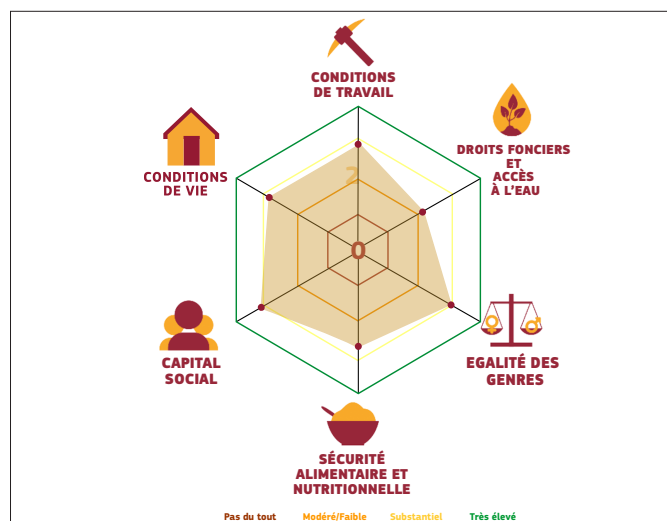 CONDITIONS
DE TRAVAIL
DROITS FONCIERS
ET
ACCÈS
À L'EAU
CONDITIONS
DE VIE
2
0
EGALITÉ DES
GENRES
CAPITAL
SOCIAL
SÉCURITÉ
ALIMENTAIRE ET
NUTRITIONNELLE
Pas du tout Modéré/Faible Substantiel Très élevé